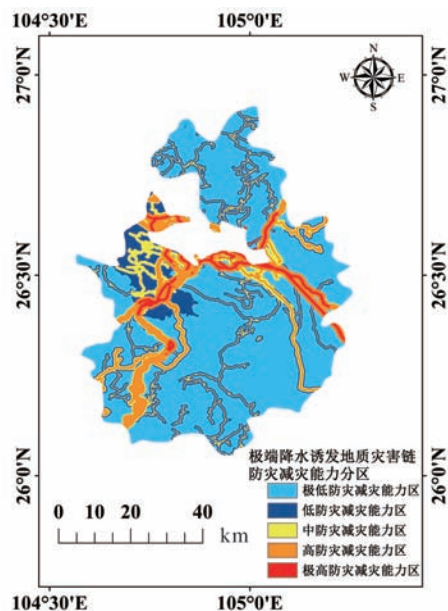 104°30′E
105°0′E
N
W
E
S
27°0′N
27°0′N
26°30′N
26°30′N
26°0′N
26°0′N
极端降水诱发地质灾害链
防灾减灾能力分区
极低防灾减灾能力区
低防灾减灾能力区
中防灾减灾能力区
高防灾减灾能力区
极高防灾减灾能力区
0 10 20 40
km
104°30′E
105°0′E